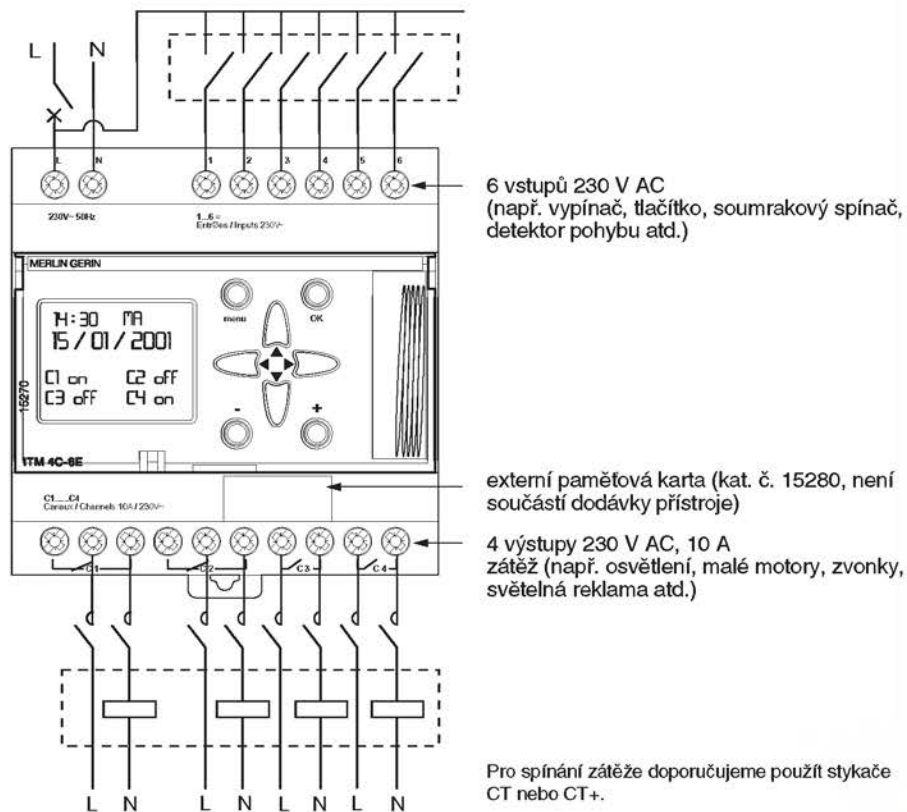 L N
L N 1 2 3 4 5 6
230V~ 50Hz
1...6 =
Entrées / Inputs 230V~
6 vstupů 230 V AC
(např. vypínač, tlačítko, soumrakový spínač,
detektor pohybu atd.)
MERLIN GERIN
14:30 MA
15 / 01 / 2001
C1 on C2 off
C3 off C4 on
menu OK
- +
15270
ITM 4C-6E
externí paměťová karta (kat. č. 15280, není
součástí dodávky přístroje)
C1.....C4
Canaux / Channels 10A / 230V~
4 výstupy 230 V AC, 10 A
zátěž (např. osvětlení, malé motory, zvonky,
světelná reklama atd.)
C1 C2 C3 C4
L N L N L N L N
Pro spínání zátěže doporučujeme použít stykače
CT nebo CT+.